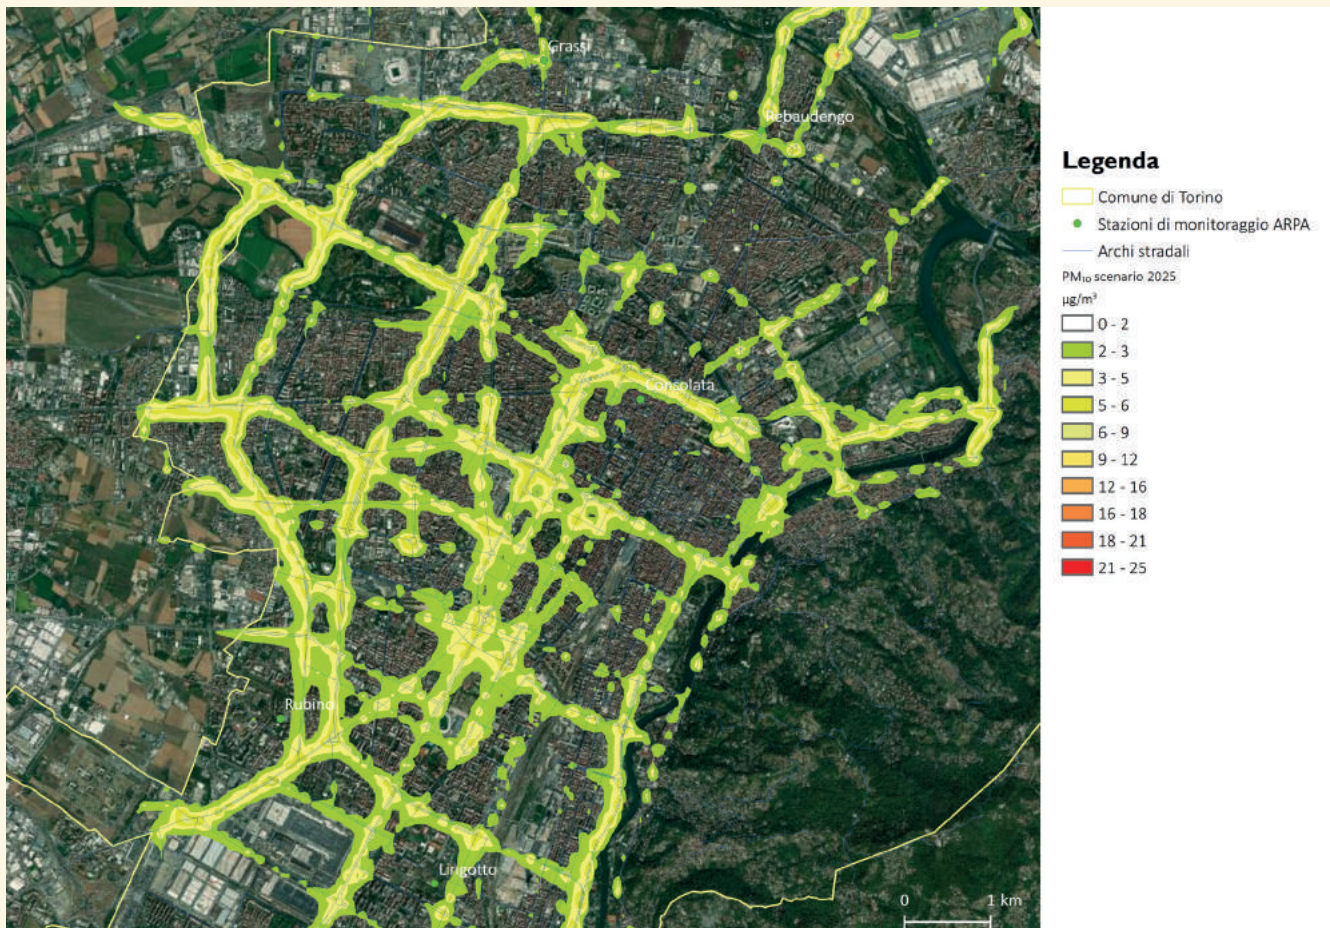 Grassi
Rebaudengo
Consolata
Rubino
Lingotto
0 1 km
Legenda
Comune di Torino
Stazioni di monitoraggio ARPA
Archi stradali
PM₁₀ scenario 2025
µg/m³
0 - 2
2 - 3
3 - 5
5 - 6
6 - 9
9 - 12
12 - 16
16 - 18
18 - 21
21 - 25